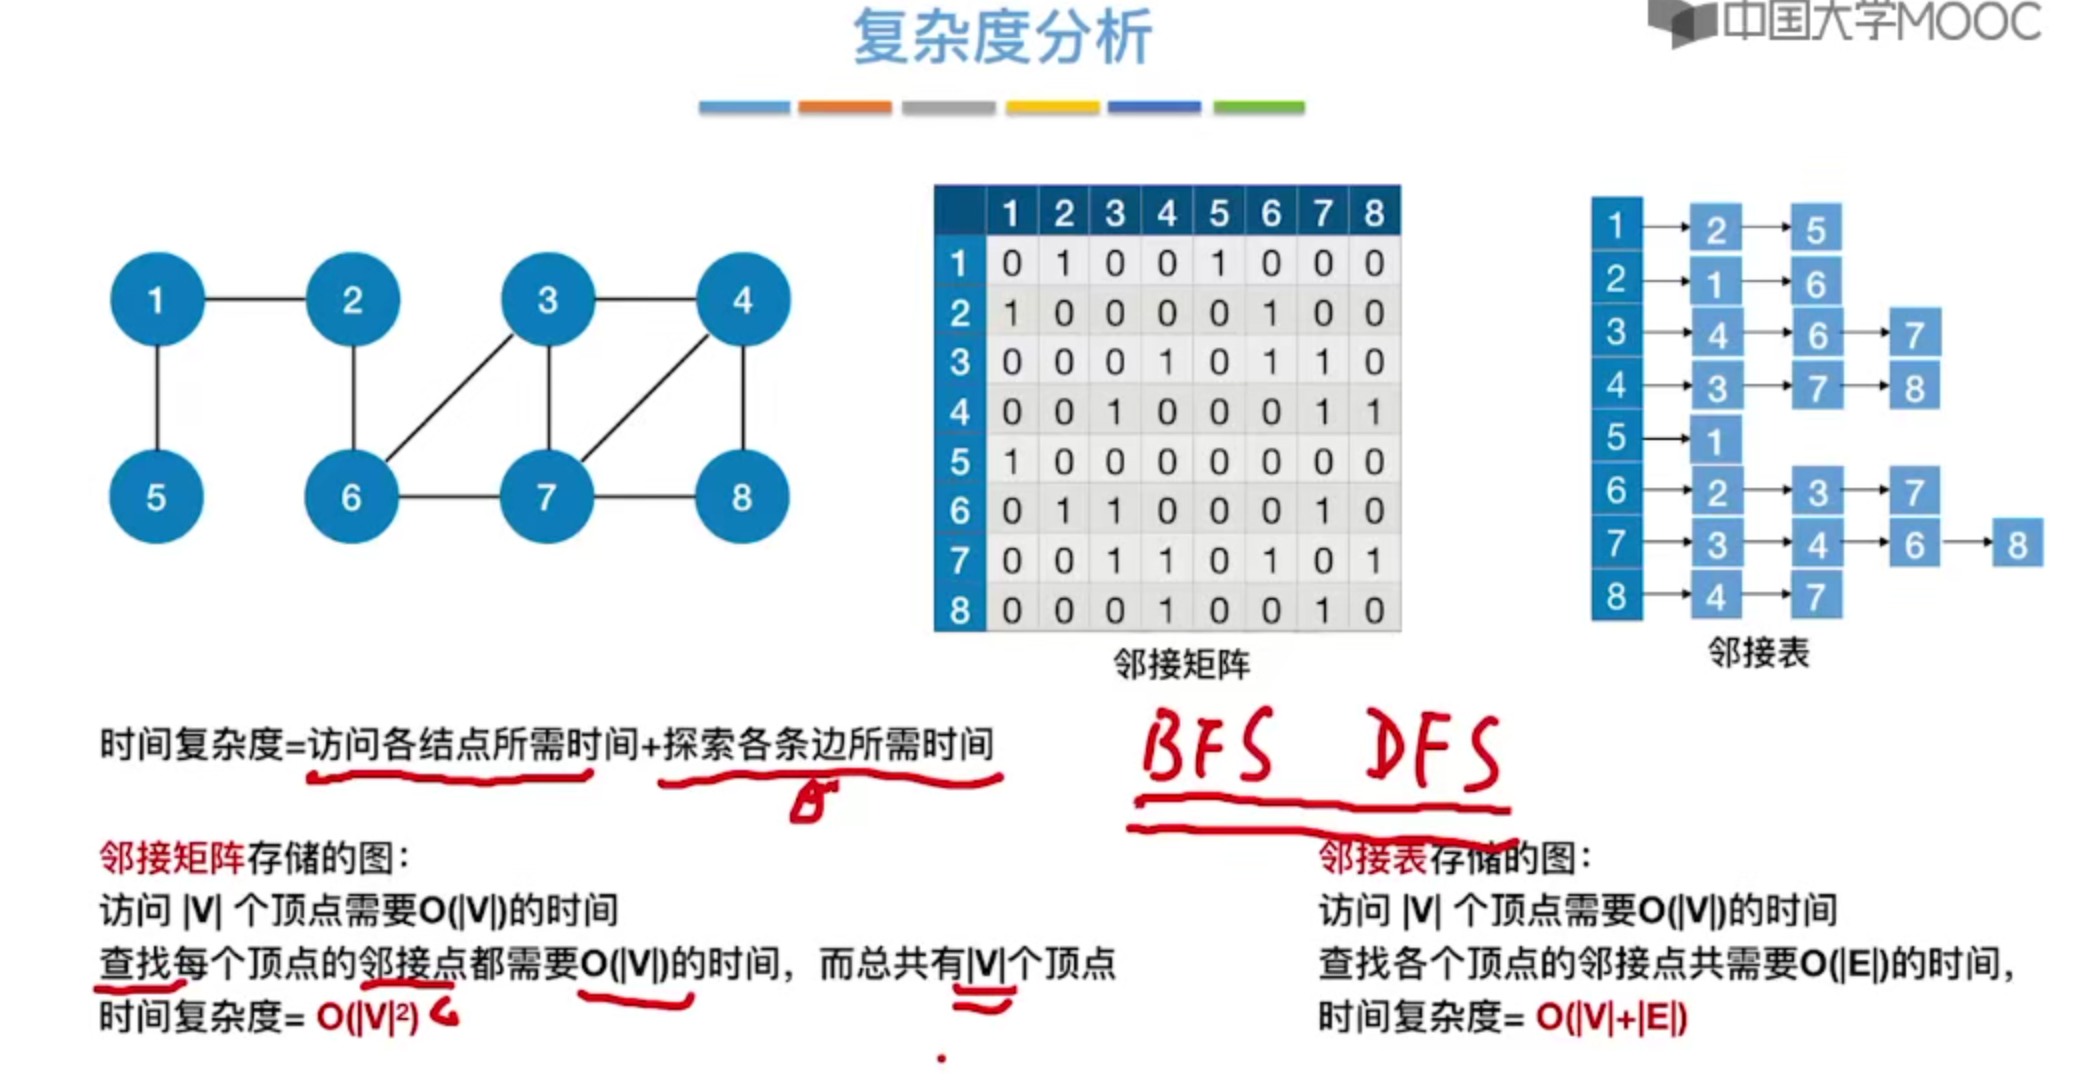 复杂度分析
中国大学MOOC
1 2 3 4
5 6 7 8
1 2 3 4 5 6 7 8
1 0 1 0 0 1 0 0 0
2 1 0 0 0 0 1 0 0
3 0 0 0 1 0 1 1 0
4 0 0 1 0 0 0 1 1
5 1 0 0 0 0 0 0 0
6 0 1 1 0 0 0 1 0
7 0 0 1 1 0 1 0 1
8 0 0 0 1 0 0 1 0
邻接矩阵
1 2 5
2 1 6
3 4 6 7
4 3 7 8
5 1
6 2 3 7
7 3 4 6 8
8 4 7
邻接表
时间复杂度=访问各结点所需时间+探索各条边所需时间
BFS DFS
邻接矩阵存储的图：
访问 |V| 个顶点需要O(|V|)的时间
查找每个顶点的邻接点都需要O(|V|)的时间，而总共有|V|个顶点
时间复杂度= O(|V|²)
邻接表存储的图：
访问 |V| 个顶点需要O(|V|)的时间
查找各个顶点的邻接点共需要O(|E|)的时间，
时间复杂度= O(|V|+|E|)